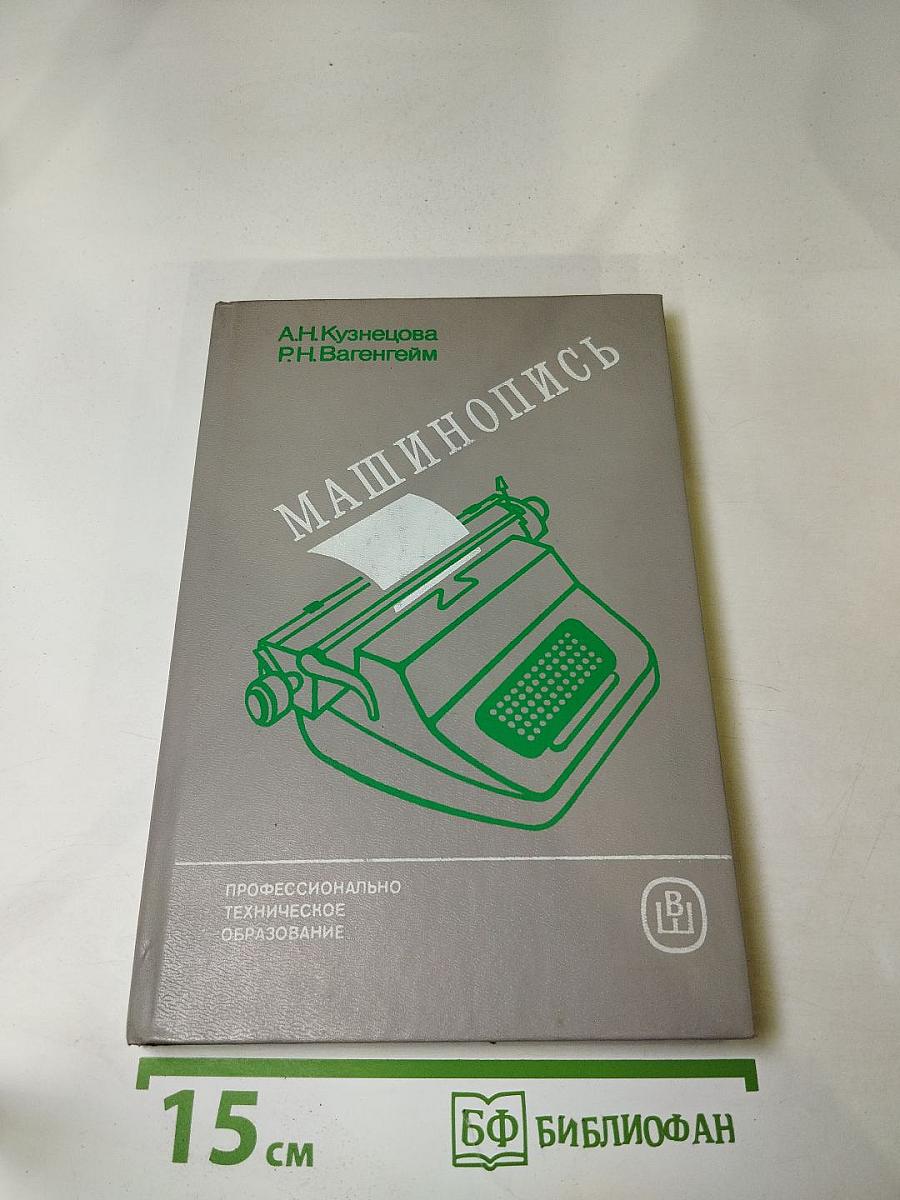 А.Н.Кузнецова
Р.Н.Вагенгейм
МАШИНОПИСЬ
ПРОФЕССИОНАЛЬНО
ТЕХНИЧЕСКОЕ
ОБРАЗОВАНИЕ
ВШ
15 см
БФ БИБЛИОФАН